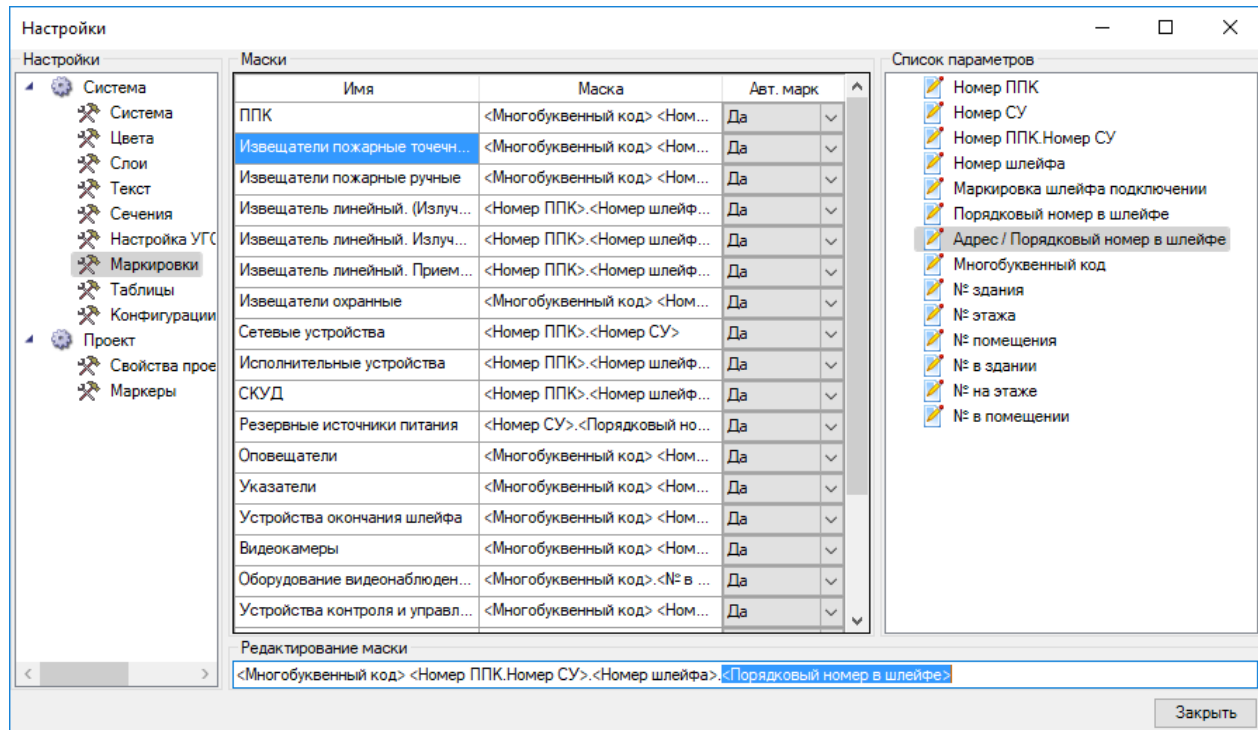 Настройки
Настройки
Система
Система
Цвета
Слои
Текст
Сечения
Настройка УГО
Маркировки
Таблицы
Конфигурации
Проект
Свойства прое
Маркеры
Маски
Имя Маска Авт. марк
ППК <Многобуквенный код> <Ном... Да
Извещатели пожарные точечн... <Многобуквенный код> <Ном... Да
Извещатели пожарные ручные <Многобуквенный код> <Ном... Да
Извещатель линейный. (Излуч... <Номер ППК>.<Номер шлейф... Да
Извещатель линейный. Излуч... <Номер ППК>.<Номер шлейф... Да
Извещатель линейный. Прием... <Номер ППК>.<Номер шлейф... Да
Извещатели охранные <Многобуквенный код> <Ном... Да
Сетевые устройства <Номер ППК>.<Номер СУ> Да
Исполнительные устройства <Номер ППК>.<Номер шлейф... Да
СКУД <Номер ППК>.<Номер шлейф... Да
Резервные источники питания <Номер СУ>.<Порядковый но... Да
Оповещатели <Многобуквенный код> <Ном... Да
Указатели <Многобуквенный код> <Ном... Да
Устройства окончания шлейфа <Многобуквенный код> <Ном... Да
Видеокамеры <Многобуквенный код> <Ном... Да
Оборудование видеонаблюден... <Многобуквенный код>.<№ в ... Да
Устройства контроля и управл... <Многобуквенный код> <Ном... Да
Редактирование маски
<Многобуквенный код> <Номер ППК.Номер СУ>.<Номер шлейфа>.<Порядковый номер в шлейфе>
Список параметров
Номер ППК
Номер СУ
Номер ППК.Номер СУ
Номер шлейфа
Маркировка шлейфа подключении
Порядковый номер в шлейфе
Адрес / Порядковый номер в шлейфе
Многобуквенный код
№ здания
№ этажа
№ помещения
№ в здании
№ на этаже
№ в помещении
Закрыть